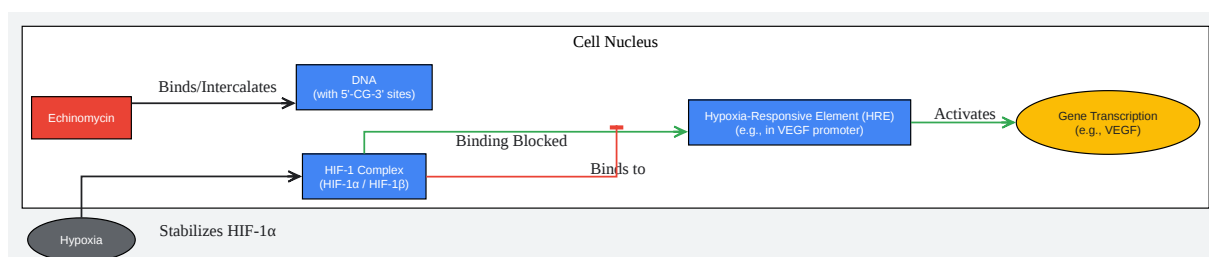 Cell Nucleus
DNA
(with 5'-CG-3' sites)
Binds/Intercalates
Echinomycin
Hypoxia-Responsive Element (HRE)
(e.g., in VEGF promoter)
Activates
Gene Transcription
(e.g., VEGF)
Binding Blocked
HIF-1 Complex
(HIF-1α / HIF-1β)
Binds to
Hypoxia
Stabilizes HIF-1α